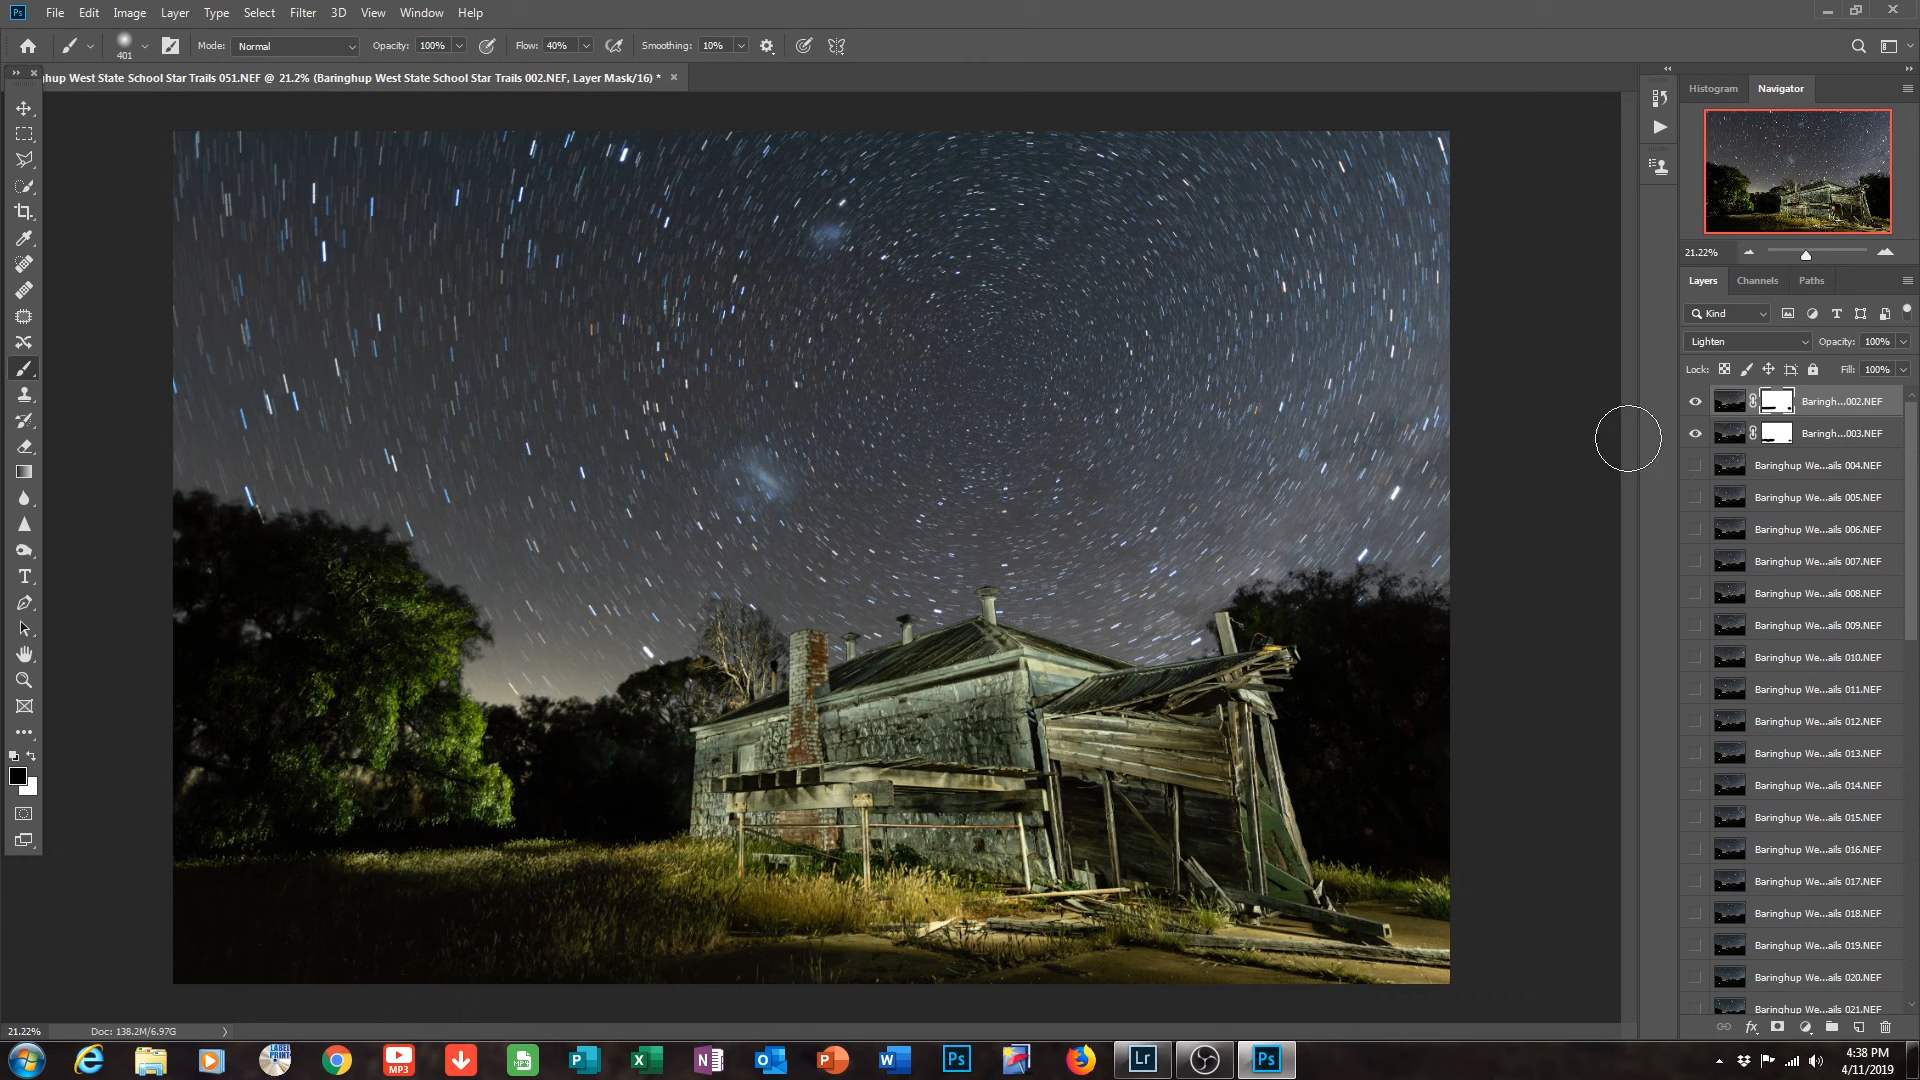 Ps File Edit Image Layer Type Select Filter 3D View Window Help
401 Mode: Normal Opacity: 100% Flow: 40% Smoothing: 10%
ghup West State School Star Trails 051.NEF @ 21.2% (Baringhup West State School Star Trails 002.NEF, Layer Mask/16) *
Histogram Navigator
21.22%
Layers Channels Paths
Kind
Lighten Opacity: 100%
Lock: Fill: 100%
Baringh...002.NEF
Baringh...003.NEF
Baringhup We...ails 004.NEF
Baringhup We...ails 005.NEF
Baringhup We...ails 006.NEF
Baringhup We...ails 007.NEF
Baringhup We...ails 008.NEF
Baringhup We...ails 009.NEF
Baringhup We...ails 010.NEF
Baringhup We...ails 011.NEF
Baringhup We...ails 012.NEF
Baringhup We...ails 013.NEF
Baringhup We...ails 014.NEF
Baringhup We...ails 015.NEF
Baringhup We...ails 016.NEF
Baringhup We...ails 017.NEF
Baringhup We...ails 018.NEF
Baringhup We...ails 019.NEF
Baringhup We...ails 020.NEF
Baringhup We...ails 021.NEF
fx
21.22% Doc: 138.2M/6.97G
LABEL PRINT MP3 MP4 P X N O P W Ps Lr Ps
4:38 PM
4/11/2019